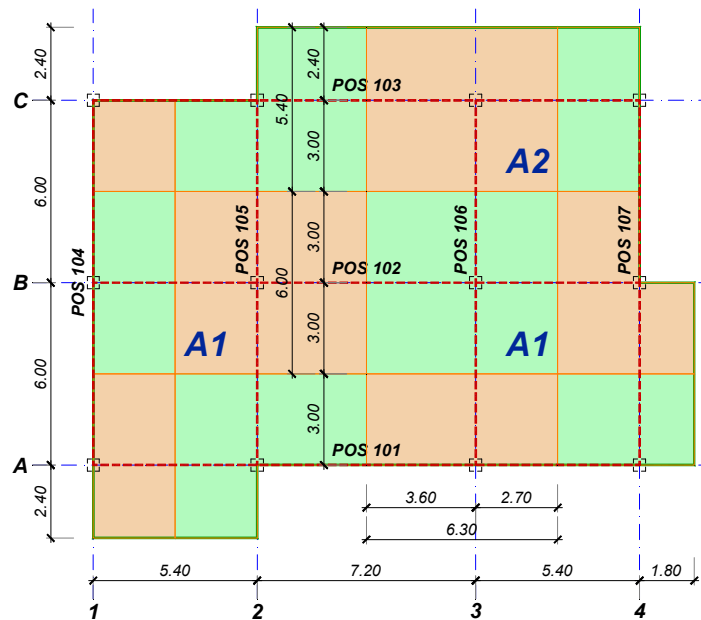 2.40
2.40
POS 103
5.40
C
3.00
A2
6.00
POS 104
POS 105
3.00
POS 106
POS 107
B
POS 102
6.00
3.00
A1
A1
6.00
3.00
POS 101
A
2.40
3.60
2.70
6.30
5.40
7.20
5.40
1.80
1
2
3
4